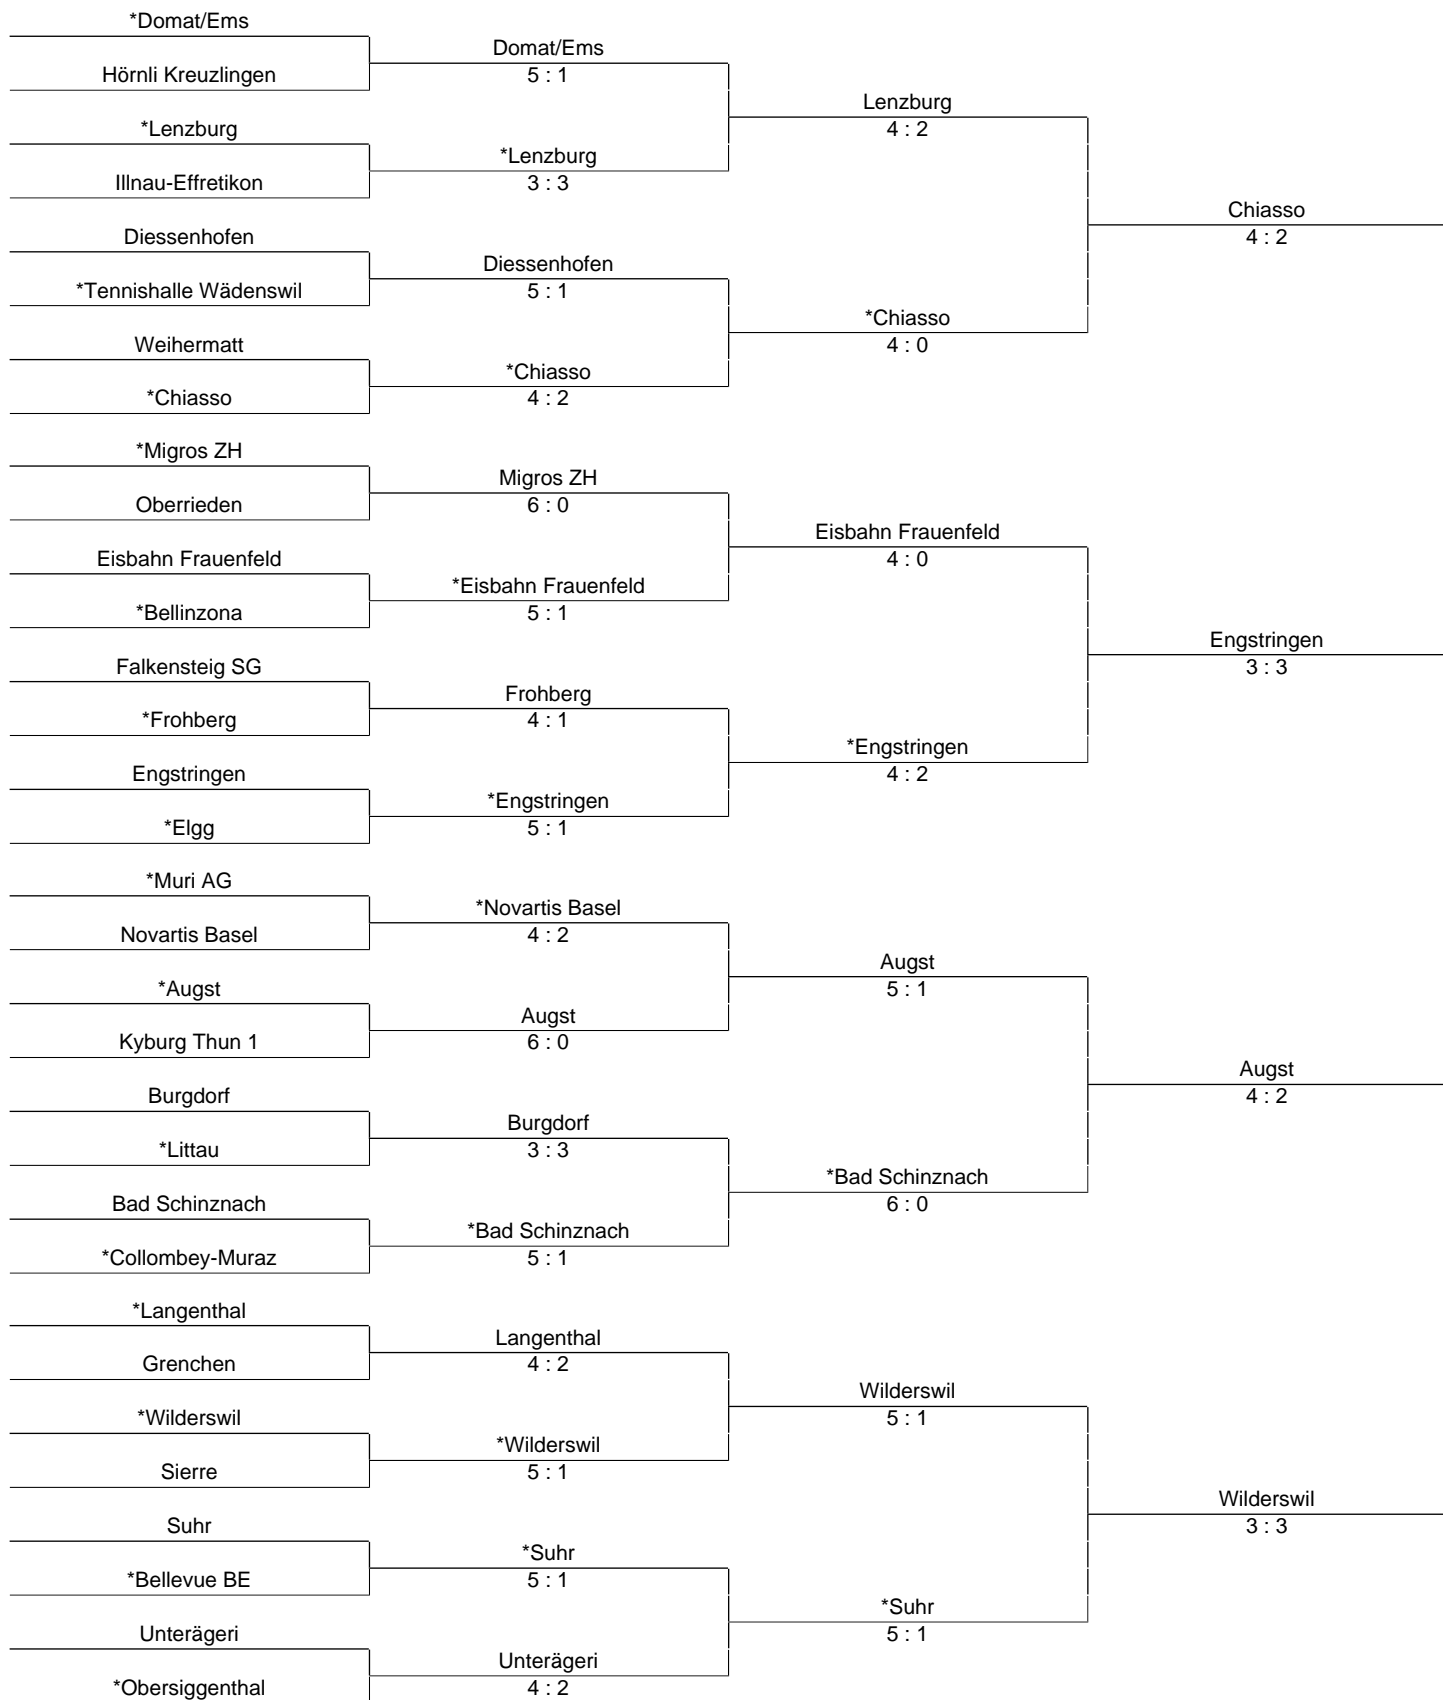 *Domat/Ems
Hörnli Kreuzlingen
*Lenzburg
Illnau-Effretikon
Diessenhofen
*Tennishalle Wädenswil
Weihermatt
*Chiasso
*Migros ZH
Oberrieden
Eisbahn Frauenfeld
*Bellinzona
Falkensteig SG
*Frohberg
Engstringen
*Elgg
*Muri AG
Novartis Basel
*Augst
Kyburg Thun 1
Burgdorf
*Littau
Bad Schinznach
*Collombey-Muraz
*Langenthal
Grenchen
*Wilderswil
Sierre
Suhr
*Bellevue BE
Unterägeri
*Obersiggenthal
Domat/Ems
5 : 1
*Lenzburg
3 : 3
Diessenhofen
5 : 1
*Chiasso
4 : 2
Migros ZH
6 : 0
*Eisbahn Frauenfeld
5 : 1
Frohberg
4 : 1
*Engstringen
5 : 1
*Novartis Basel
4 : 2
Augst
6 : 0
Burgdorf
3 : 3
*Bad Schinznach
5 : 1
Langenthal
4 : 2
*Wilderswil
5 : 1
*Suhr
5 : 1
Unterägeri
4 : 2
Lenzburg
4 : 2
*Chiasso
4 : 0
Eisbahn Frauenfeld
4 : 0
*Engstringen
4 : 2
Augst
5 : 1
*Bad Schinznach
6 : 0
Wilderswil
5 : 1
*Suhr
5 : 1
Chiasso
4 : 2
Engstringen
3 : 3
Augst
4 : 2
Wilderswil
3 : 3